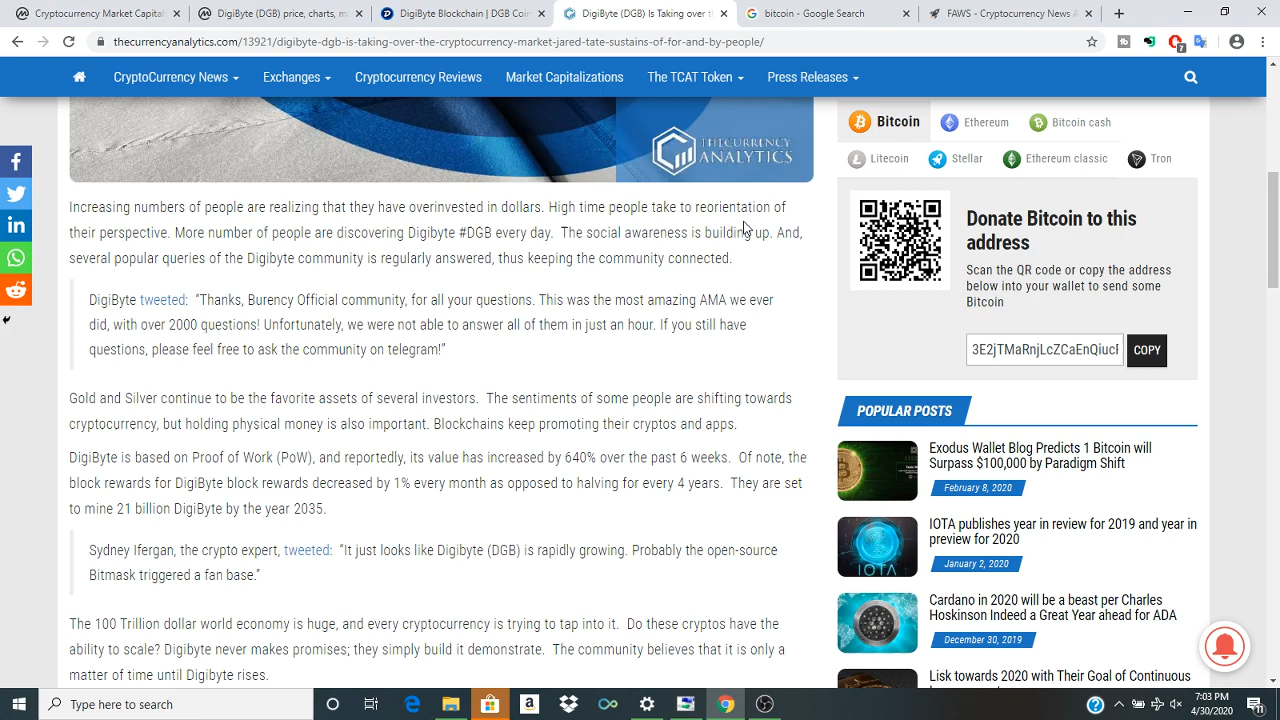 Cryptocurrency Market Capitaliz
DigiByte (DGB) price, charts, m
DigiByte Blockchain | DGB Coin
DigiByte (DGB) Is Taking over th
bitcoin - Google Search
FAWS - Cryptocurrency News A
thecurrencyanalytics.com/13921/digibyte-dgb-is-taking-over-the-cryptocurrency-market-jared-tate-sustains-of-for-and-by-people/
7
CryptoCurrency News
Exchanges
Cryptocurrency Reviews
Market Capitalizations
The TCAT Token
Press Releases
THECURRENCY
ANALYTICS
Increasing numbers of people are realizing that they have overinvested in dollars. High time people take to reorientation of
their perspective. More number of people are discovering Digibyte #DGB every day. The social awareness is building up. And,
several popular queries of the Digibyte community is regularly answered, thus keeping the community connected.
DigiByte tweeted: “Thanks, Burency Official community, for all your questions. This was the most amazing AMA we ever
did, with over 2000 questions! Unfortunately, we were not able to answer all of them in just an hour. If you still have
questions, please feel free to ask the community on telegram!”
Gold and Silver continue to be the favorite assets of several investors. The sentiments of some people are shifting towards
cryptocurrency, but holding physical money is also important. Blockchains keep promoting their cryptos and apps.
DigiByte is based on Proof of Work (PoW), and reportedly, its value has increased by 640% over the past 6 weeks. Of note, the
block rewards for DigiByte block rewards decreased by 1% every month as opposed to halving for every 4 years. They are set
to mine 21 billion DigiByte by the year 2035.
Sydney Ifergan, the crypto expert, tweeted: “It just looks like Digibyte (DGB) is rapidly growing. Probably the open-source
Bitmask triggered a fan base.”
The 100 Trillion dollar world economy is huge, and every cryptocurrency is trying to tap into it. Do these cryptos have the
ability to scale? Digibyte never makes promises; they simply build it demonstrate. The community believes that it is only a
matter of time until Digibyte rises.
Bitcoin
Ethereum
Bitcoin cash
Litecoin
Stellar
Ethereum classic
Tron
Donate Bitcoin to this
address
Scan the QR code or copy the address
below into your wallet to send some
Bitcoin
3E2jTMaRnjLcZCaEnQiucF
COPY
POPULAR POSTS
Exodus Wallet Blog Predicts 1 Bitcoin will
Surpass $100,000 by Paradigm Shift
February 8, 2020
IOTA publishes year in review for 2019 and year in
preview for 2020
IOTA
January 2, 2020
Cardano in 2020 will be a beast per Charles
Hoskinson Indeed a Great Year ahead for ADA
December 30, 2019
Lisk towards 2020 with Their Goal of Continuous
Type here to search
7:03 PM
4/30/2020
11